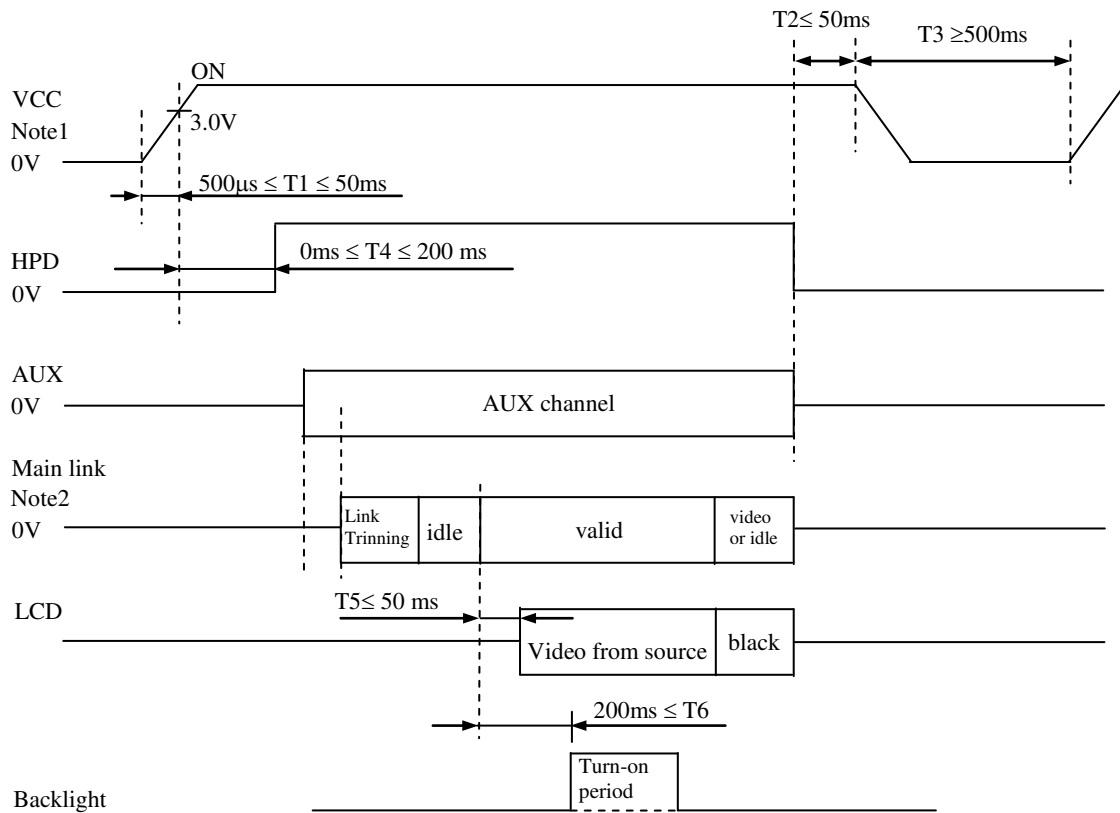 T2≤ 50ms
T3 ≥500ms
ON
VCC
Note1
3.0V
0V
500μs ≤ T1 ≤ 50ms
0ms ≤ T4 ≤ 200 ms
HPD
0V
AUX
0V
AUX channel
Main link
Note2
0V
Link
Trinning
idle
valid
video
or idle
T5≤ 50 ms
LCD
Video from source
black
200ms ≤ T6
Turn-on
period
Backlight